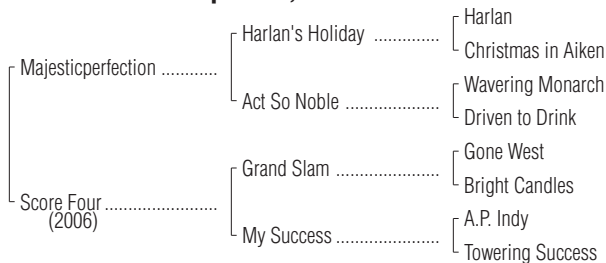 Harlan
Harlan's Holiday ..............
Christmas in Aiken
Majesticperfection ............
Wavering Monarch
Act So Noble .....................
Driven to Drink
Gone West
Grand Slam .......................
Bright Candles
Score Four .........................
(2006)
A.P. Indy
My Success .......................
Towering Success